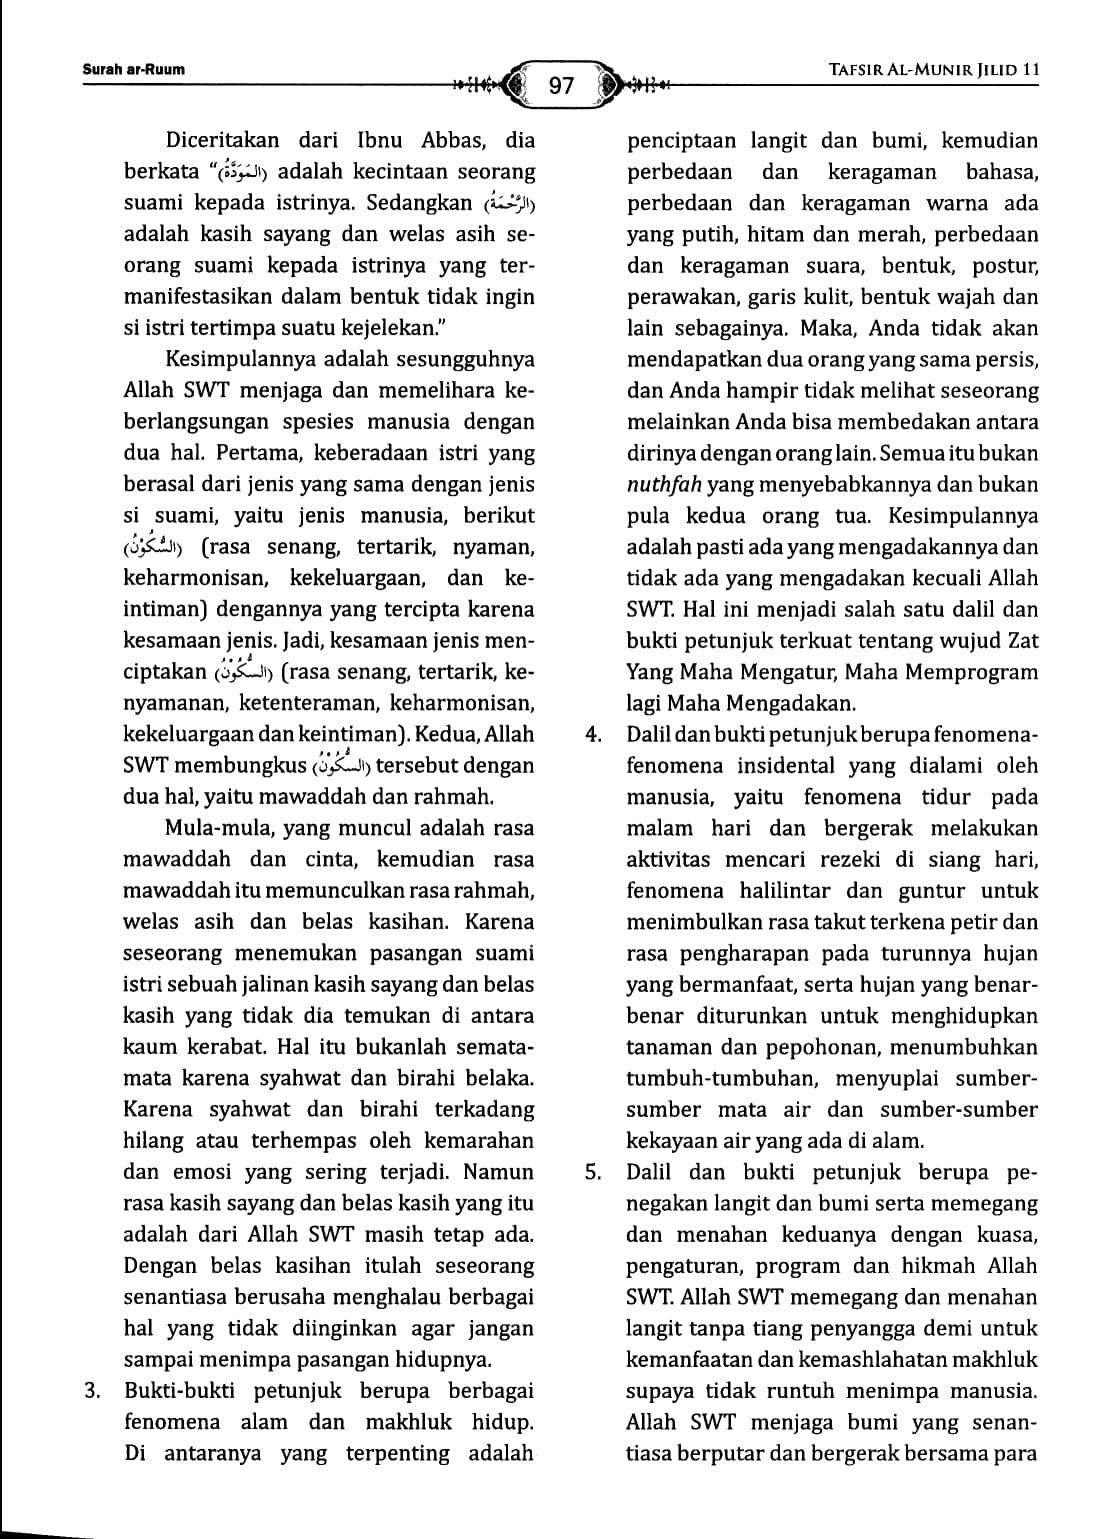 Surah ar-Ruum
97
TAFSIR AL-MUNIR JILID 11
Diceritakan dari Ibnu Abbas, dia
berkata “(المَوَدَّةُ) adalah kecintaan seorang
suami kepada istrinya. Sedangkan (الرَّحْمَةُ)
adalah kasih sayang dan welas asih se-
orang suami kepada istrinya yang ter-
manifestasikan dalam bentuk tidak ingin
si istri tertimpa suatu kejelekan.”
Kesimpulannya adalah sesungguhnya
Allah SWT menjaga dan memelihara ke-
berlangsungan spesies manusia dengan
dua hal. Pertama, keberadaan istri yang
berasal dari jenis yang sama dengan jenis
si suami, yaitu jenis manusia, berikut
(السُّكُوْنُ) (rasa senang, tertarik, nyaman,
keharmonisan, kekeluargaan, dan ke-
intiman) dengannya yang tercipta karena
kesamaan jenis. Jadi, kesamaan jenis men-
ciptakan (السُّكُوْنُ) (rasa senang, tertarik, ke-
nyamanan, ketenteraman, keharmonisan,
kekeluargaan dan keintiman). Kedua, Allah
SWT membungkus (السُّكُوْنُ) tersebut dengan
dua hal, yaitu mawaddah dan rahmah.
Mula-mula, yang muncul adalah rasa
mawaddah dan cinta, kemudian rasa
mawaddah itu memunculkan rasa rahmah,
welas asih dan belas kasihan. Karena
seseorang menemukan pasangan suami
istri sebuah jalinan kasih sayang dan belas
kasih yang tidak dia temukan di antara
kaum kerabat. Hal itu bukanlah semata-
mata karena syahwat dan birahi belaka.
Karena syahwat dan birahi terkadang
hilang atau terhempas oleh kemarahan
dan emosi yang sering terjadi. Namun
rasa kasih sayang dan belas kasih yang itu
adalah dari Allah SWT masih tetap ada.
Dengan belas kasihan itulah seseorang
senantiasa berusaha menghalau berbagai
hal yang tidak diinginkan agar jangan
sampai menimpa pasangan hidupnya.
3. Bukti-bukti petunjuk berupa berbagai
fenomena alam dan makhluk hidup.
Di antaranya yang terpenting adalah
penciptaan langit dan bumi, kemudian
perbedaan dan keragaman bahasa,
perbedaan dan keragaman warna ada
yang putih, hitam dan merah, perbedaan
dan keragaman suara, bentuk, postur,
perawakan, garis kulit, bentuk wajah dan
lain sebagainya. Maka, Anda tidak akan
mendapatkan dua orang yang sama persis,
dan Anda hampir tidak melihat seseorang
melainkan Anda bisa membedakan antara
dirinya dengan orang lain. Semua itu bukan
nuthfah yang menyebabkannya dan bukan
pula kedua orang tua. Kesimpulannya
adalah pasti ada yang mengadakannya dan
tidak ada yang mengadakan kecuali Allah
SWT. Hal ini menjadi salah satu dalil dan
bukti petunjuk terkuat tentang wujud Zat
Yang Maha Mengatur, Maha Memprogram
lagi Maha Mengadakan.
4. Dalil dan bukti petunjuk berupa fenomena-
fenomena insidental yang dialami oleh
manusia, yaitu fenomena tidur pada
malam hari dan bergerak melakukan
aktivitas mencari rezeki di siang hari,
fenomena halilintar dan guntur untuk
menimbulkan rasa takut terkena petir dan
rasa pengharapan pada turunnya hujan
yang bermanfaat, serta hujan yang benar-
benar diturunkan untuk menghidupkan
tanaman dan pepohonan, menumbuhkan
tumbuh-tumbuhan, menyuplai sumber-
sumber mata air dan sumber-sumber
kekayaan air yang ada di alam.
5. Dalil dan bukti petunjuk berupa pe-
negakan langit dan bumi serta memegang
dan menahan keduanya dengan kuasa,
pengaturan, program dan hikmah Allah
SWT. Allah SWT memegang dan menahan
langit tanpa tiang penyangga demi untuk
kemanfaatan dan kemashlahatan makhluk
supaya tidak runtuh menimpa manusia.
Allah SWT menjaga bumi yang senan-
tiasa berputar dan bergerak bersama para